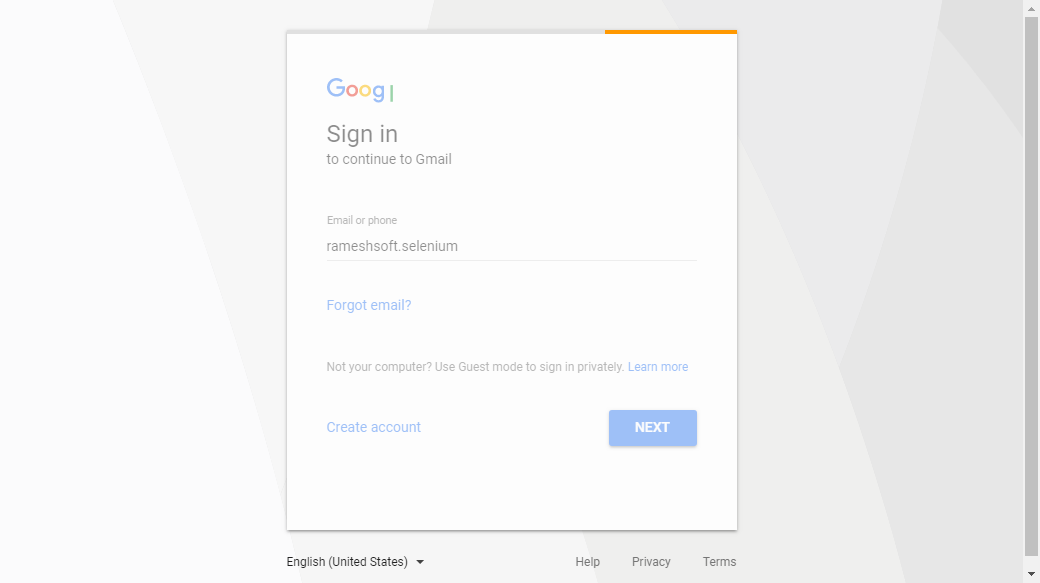 Goog
Sign in
to continue to Gmail
Email or phone
rameshsoft.selenium
Forgot email?
Not your computer? Use Guest mode to sign in privately. Learn more
Create account
NEXT
English (United States)
Help Privacy Terms